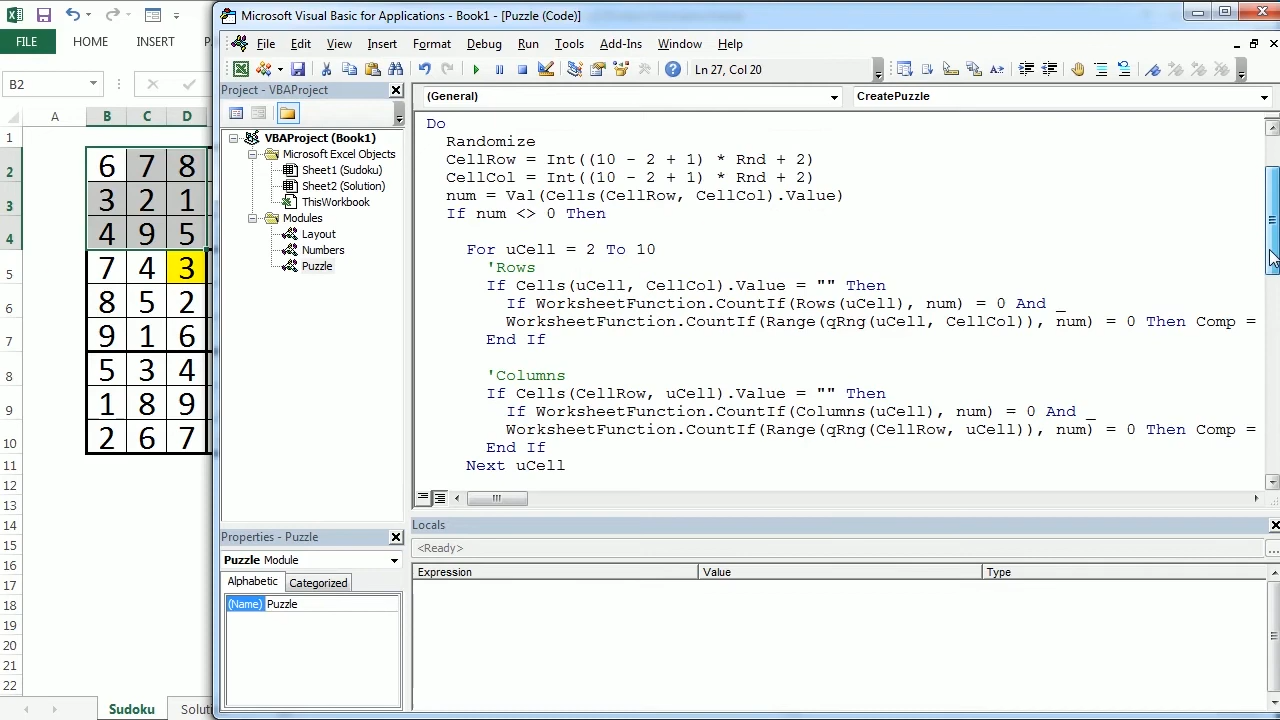 Microsoft Visual Basic for Applications - Book1 - [Puzzle (Code)]
FILE HOME INSERT
File Edit View Insert Format Debug Run Tools Add-Ins Window Help
B2
Ln 27, Col 20
Project - VBAProject
(General) CreatePuzzle
A B C D
1
2 6 7 8
3 3 2 1
4 4 9 5
5 7 4 3
6 8 5 2
7 9 1 6
8 5 3 4
9 1 8 9
10 2 6 7
11
12
13
14
15
16
17
18
19
20
21
22
Sudoku
VBAProject (Book1)
Microsoft Excel Objects
Sheet1 (Sudoku)
Sheet2 (Solution)
ThisWorkbook
Modules
Layout
Numbers
Puzzle
Do
Randomize
CellRow = Int((10 - 2 + 1) * Rnd + 2)
CellCol = Int((10 - 2 + 1) * Rnd + 2)
num = Val(Cells(CellRow, CellCol).Value)
If num <> 0 Then
For uCell = 2 To 10
'Rows
If Cells(uCell, CellCol).Value = "" Then
If WorksheetFunction.CountIf(Rows(uCell), num) = 0 And _
WorksheetFunction.CountIf(Range(qRng(uCell, CellCol)), num) = 0 Then Comp =
End If
'Columns
If Cells(CellRow, uCell).Value = "" Then
If WorksheetFunction.CountIf(Columns(uCell), num) = 0 And _
WorksheetFunction.CountIf(Range(qRng(CellRow, uCell)), num) = 0 Then Comp =
End If
Next uCell
Properties - Puzzle
Puzzle Module
Alphabetic Categorized
(Name) Puzzle
Locals
<Ready>
Expression Value Type